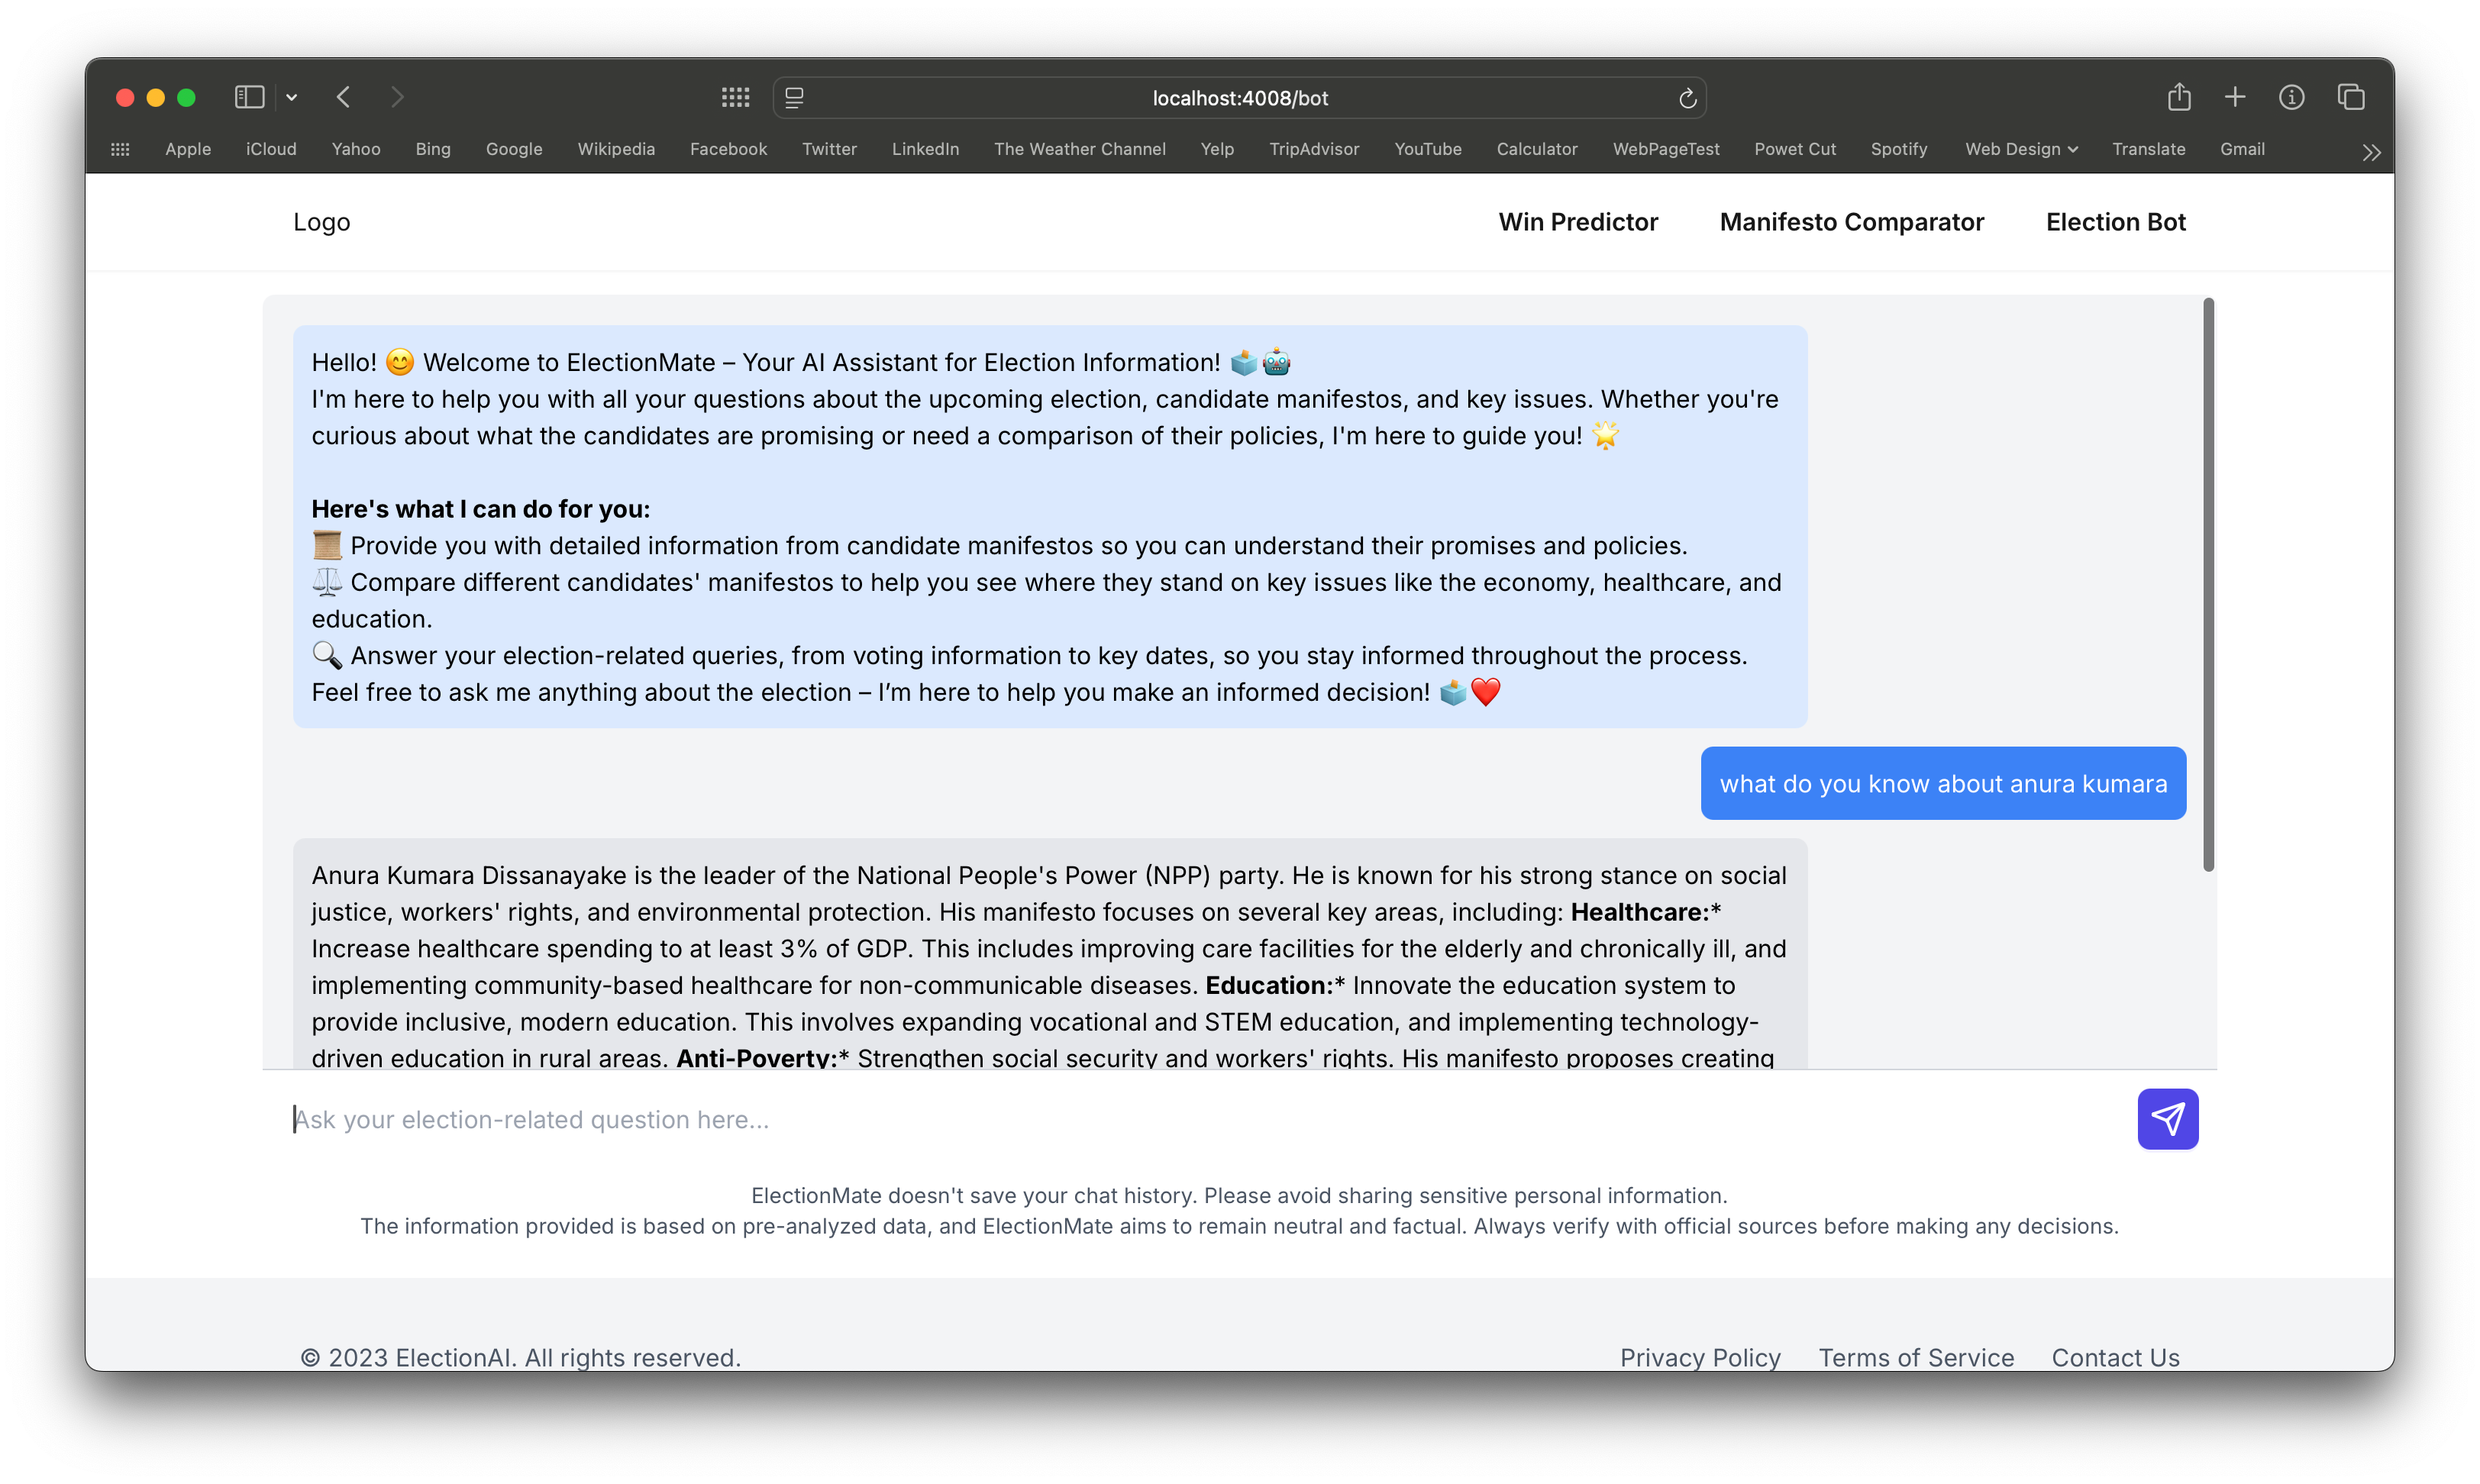 localhost:4008/bot
Apple iCloud Yahoo Bing Google Wikipedia Facebook Twitter LinkedIn The Weather Channel Yelp TripAdvisor YouTube Calculator WebPageTest Powet Cut Spotify Web Design Translate Gmail
Logo Win Predictor Manifesto Comparator Election Bot
Hello! 😊 Welcome to ElectionMate – Your AI Assistant for Election Information! 🗳️🤖
I'm here to help you with all your questions about the upcoming election, candidate manifestos, and key issues. Whether you're
curious about what the candidates are promising or need a comparison of their policies, I'm here to guide you! 🌟
Here's what I can do for you:
📜 Provide you with detailed information from candidate manifestos so you can understand their promises and policies.
⚖️ Compare different candidates' manifestos to help you see where they stand on key issues like the economy, healthcare, and
education.
🔍 Answer your election-related queries, from voting information to key dates, so you stay informed throughout the process.
Feel free to ask me anything about the election – I’m here to help you make an informed decision! 🗳️❤️
what do you know about anura kumara
Anura Kumara Dissanayake is the leader of the National People's Power (NPP) party. He is known for his strong stance on social
justice, workers' rights, and environmental protection. His manifesto focuses on several key areas, including: Healthcare:*
Increase healthcare spending to at least 3% of GDP. This includes improving care facilities for the elderly and chronically ill, and
implementing community-based healthcare for non-communicable diseases. Education:* Innovate the education system to
provide inclusive, modern education. This involves expanding vocational and STEM education, and implementing technology-
driven education in rural areas. Anti-Poverty:* Strengthen social security and workers' rights. His manifesto proposes creating
Ask your election-related question here...
ElectionMate doesn't save your chat history. Please avoid sharing sensitive personal information.
The information provided is based on pre-analyzed data, and ElectionMate aims to remain neutral and factual. Always verify with official sources before making any decisions.
© 2023 ElectionAI. All rights reserved. Privacy Policy Terms of Service Contact Us